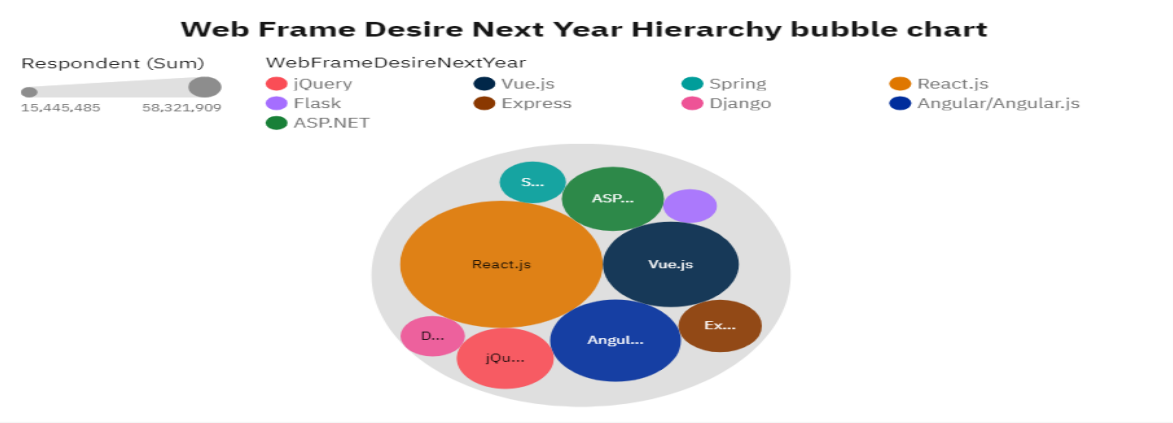 Web Frame Desire Next Year Hierarchy bubble chart
Respondent (Sum)
15,445,485 58,321,909
WebFrameDesireNextYear
jQuery Vue.js Spring React.js
Flask Express Django Angular/Angular.js
ASP.NET
S...
ASP...
React.js
Vue.js
D...
jQu...
Angul...
Ex...